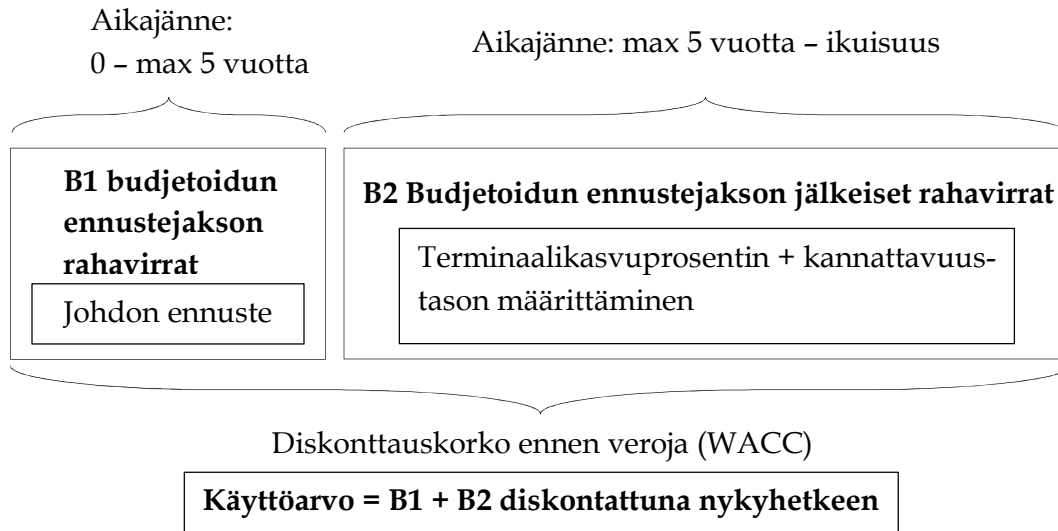 Aikajänne:
0 – max 5 vuotta
Aikajänne: max 5 vuotta – ikuisuus
B1 budjetoidun
ennustejakson
rahavirrat
Johdon ennuste
B2 Budjetoidun ennustejakson jälkeiset rahavirrat
Terminaalikasvuprosentin + kannattavuus-
tason määrittäminen
Diskonttauskorko ennen veroja (WACC)
Käyttöarvo = B1 + B2 diskontattuna nykyhetkeen